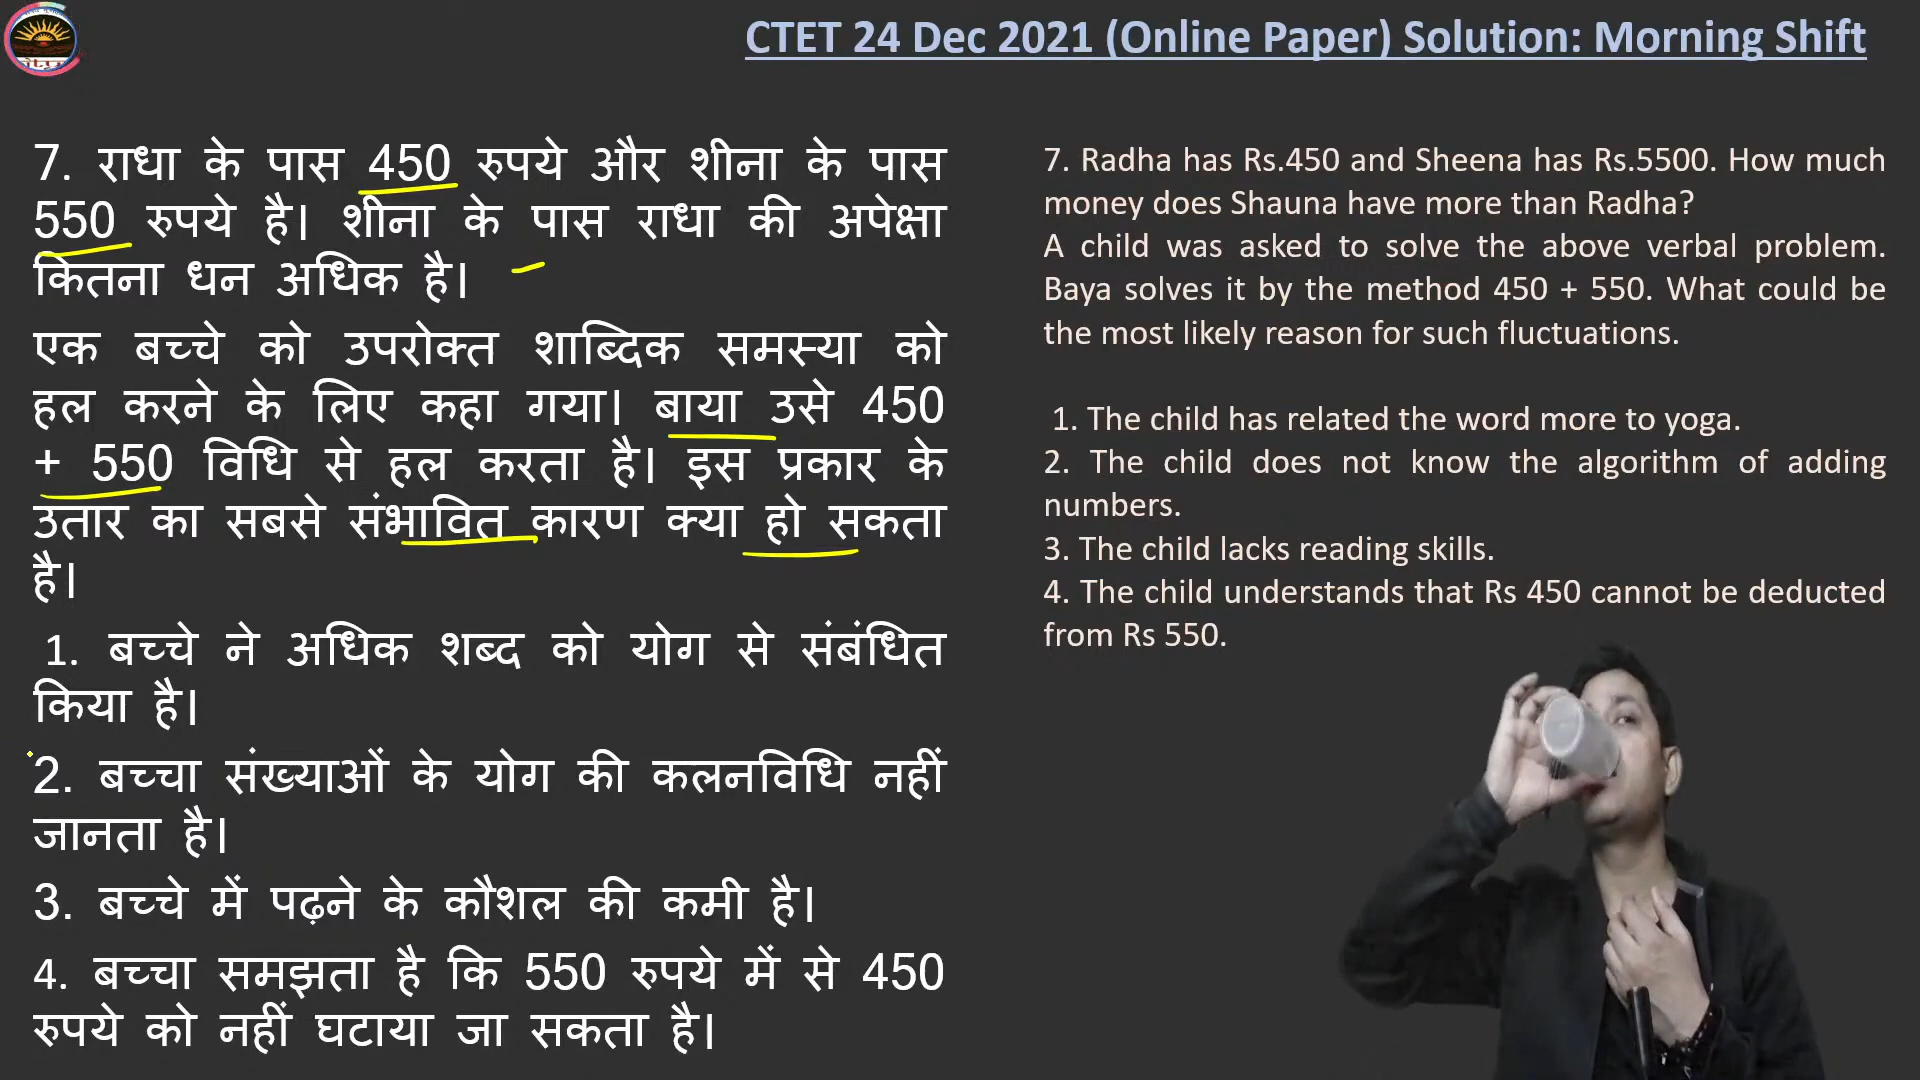 CTET 24 Dec 2021 (Online Paper) Solution: Morning Shift
7. राधा के पास 450 रुपये और शीना के पास
550 रुपये है। शीना के पास राधा की अपेक्षा
कितना धन अधिक है।
एक बच्चे को उपरोक्त शाब्दिक समस्या को
हल करने के लिए कहा गया। बाया उसे 450
+ 550 विधि से हल करता है। इस प्रकार के
उतार का सबसे संभावित कारण क्या हो सकता
है।
1. बच्चे ने अधिक शब्द को योग से संबंधित
किया है।
2. बच्चा संख्याओं के योग की कलनविधि नहीं
जानता है।
3. बच्चे में पढ़ने के कौशल की कमी है।
4. बच्चा समझता है कि 550 रुपये में से 450
रुपये को नहीं घटाया जा सकता है।
7. Radha has Rs.450 and Sheena has Rs.5500. How much
money does Shauna have more than Radha?
A child was asked to solve the above verbal problem.
Baya solves it by the method 450 + 550. What could be
the most likely reason for such fluctuations.
1. The child has related the word more to yoga.
2. The child does not know the algorithm of adding
numbers.
3. The child lacks reading skills.
4. The child understands that Rs 450 cannot be deducted
from Rs 550.